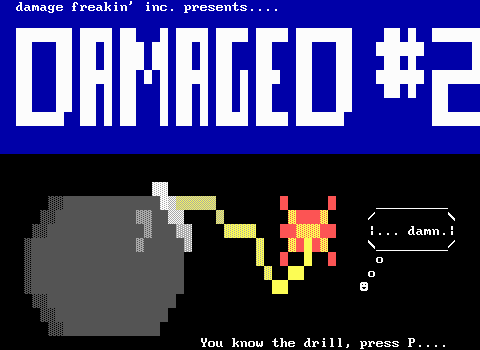 damage freakin' inc. presents....
DAMAGED #2
... damn.
You know the drill, press P....